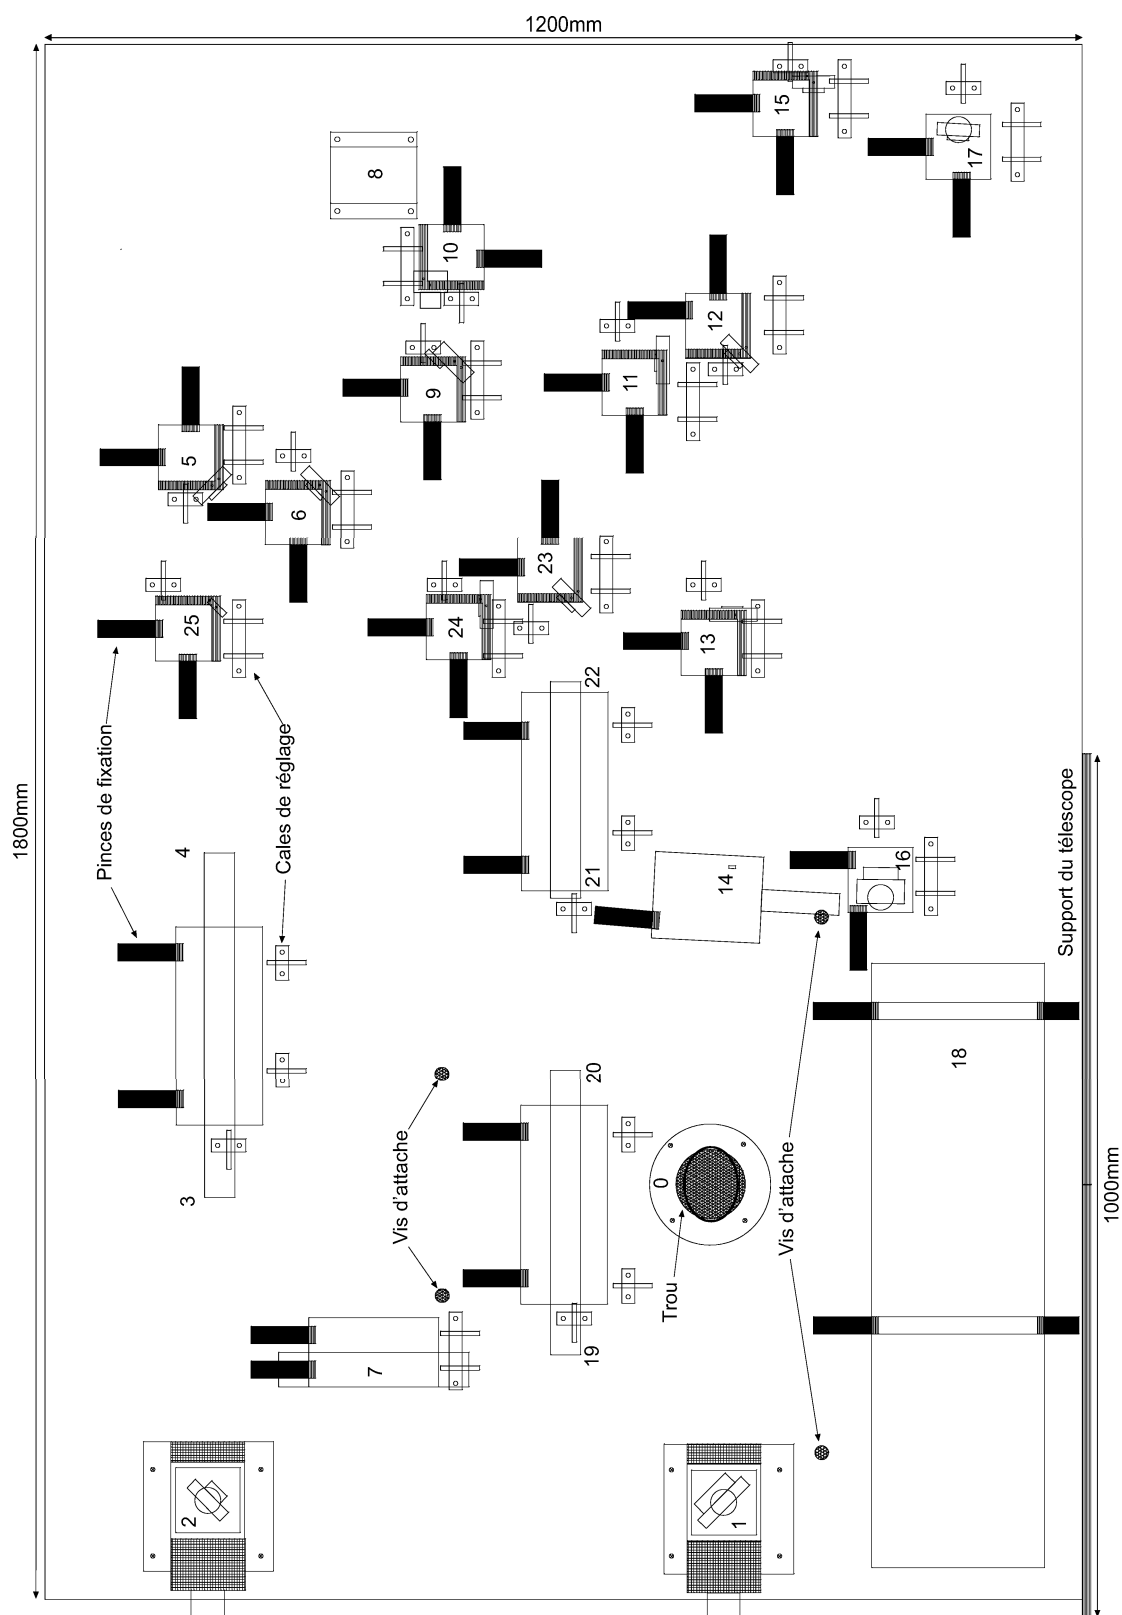 1200mm
15
17
8
10
12
9
11
5
6
23
25
24
13
22
Pinces de fixation
Cales de réglage
1800mm
4
21
14
16
Support du télescope
18
20
3
Vis d'attache
0
Vis d'attache
1000mm
Trou
19
7
2
1